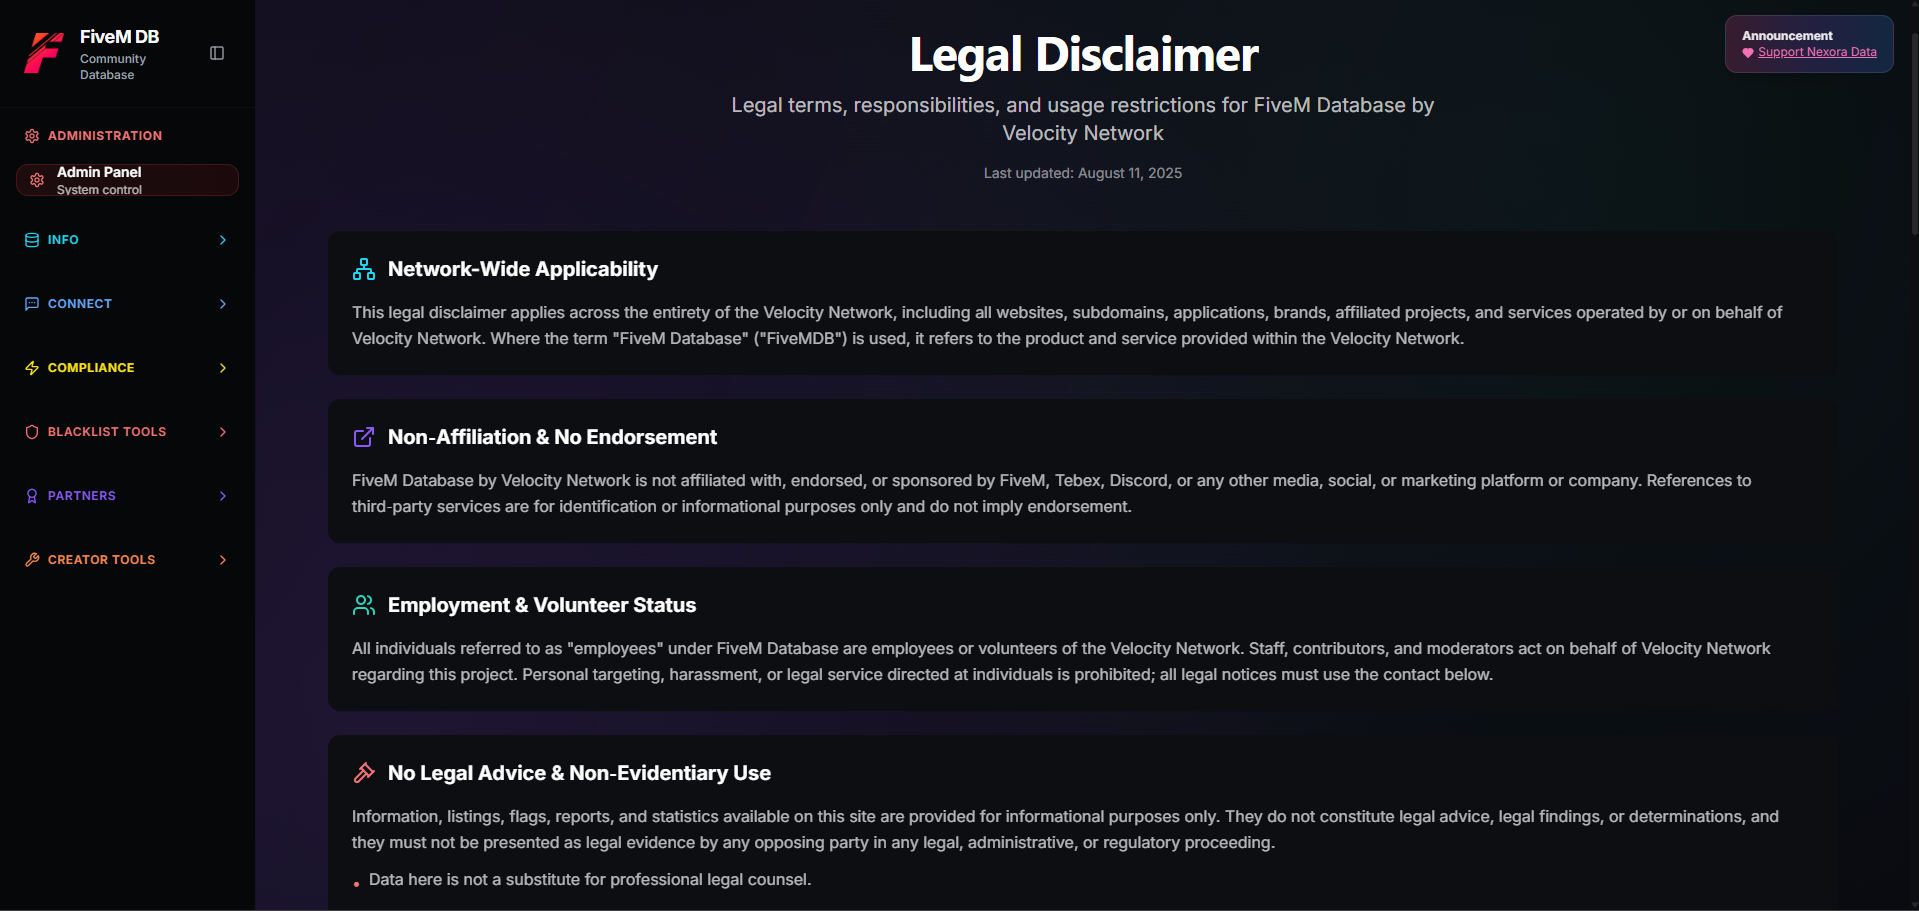 FiveM DB
Community
Database
ADMINISTRATION
Admin Panel
System control
INFO
CONNECT
COMPLIANCE
BLACKLIST TOOLS
PARTNERS
CREATOR TOOLS
Announcement
Support Nexora Data
Legal Disclaimer
Legal terms, responsibilities, and usage restrictions for FiveM Database by
Velocity Network
Last updated: August 11, 2025
Network-Wide Applicability
This legal disclaimer applies across the entirety of the Velocity Network, including all websites, subdomains, applications, brands, affiliated projects, and services operated by or on behalf of
Velocity Network. Where the term "FiveM Database" ("FiveMDB") is used, it refers to the product and service provided within the Velocity Network.
Non-Affiliation & No Endorsement
FiveM Database by Velocity Network is not affiliated with, endorsed, or sponsored by FiveM, Tebex, Discord, or any other media, social, or marketing platform or company. References to
third-party services are for identification or informational purposes only and do not imply endorsement.
Employment & Volunteer Status
All individuals referred to as "employees" under FiveM Database are employees or volunteers of the Velocity Network. Staff, contributors, and moderators act on behalf of Velocity Network
regarding this project. Personal targeting, harassment, or legal service directed at individuals is prohibited; all legal notices must use the contact below.
No Legal Advice & Non-Evidentiary Use
Information, listings, flags, reports, and statistics available on this site are provided for informational purposes only. They do not constitute legal advice, legal findings, or determinations, and
they must not be presented as legal evidence by any opposing party in any legal, administrative, or regulatory proceeding.
• Data here is not a substitute for professional legal counsel.